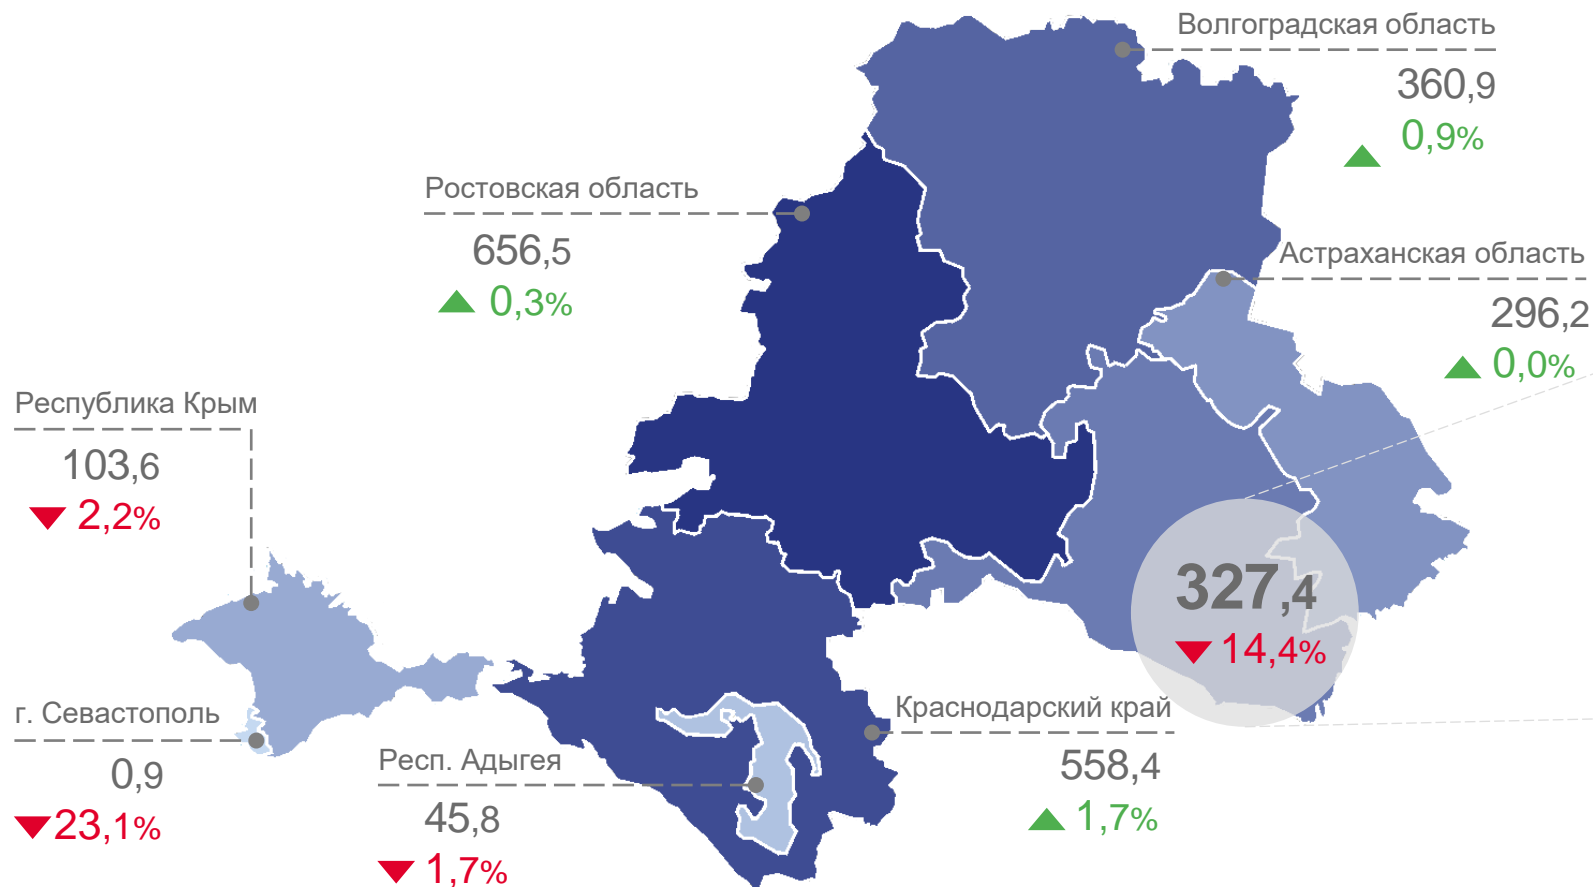 Волгоградская область
360,9
▲ 0,9%
Ростовская область
656,5
▲ 0,3%
Астраханская область
296,2
▲ 0,0%
Республика Крым
103,6
▼ 2,2%
327,4
▼ 14,4%
г. Севастополь
0,9
▼ 23,1%
Респ. Адыгея
45,8
▼ 1,7%
Краснодарский край
558,4
▲ 1,7%